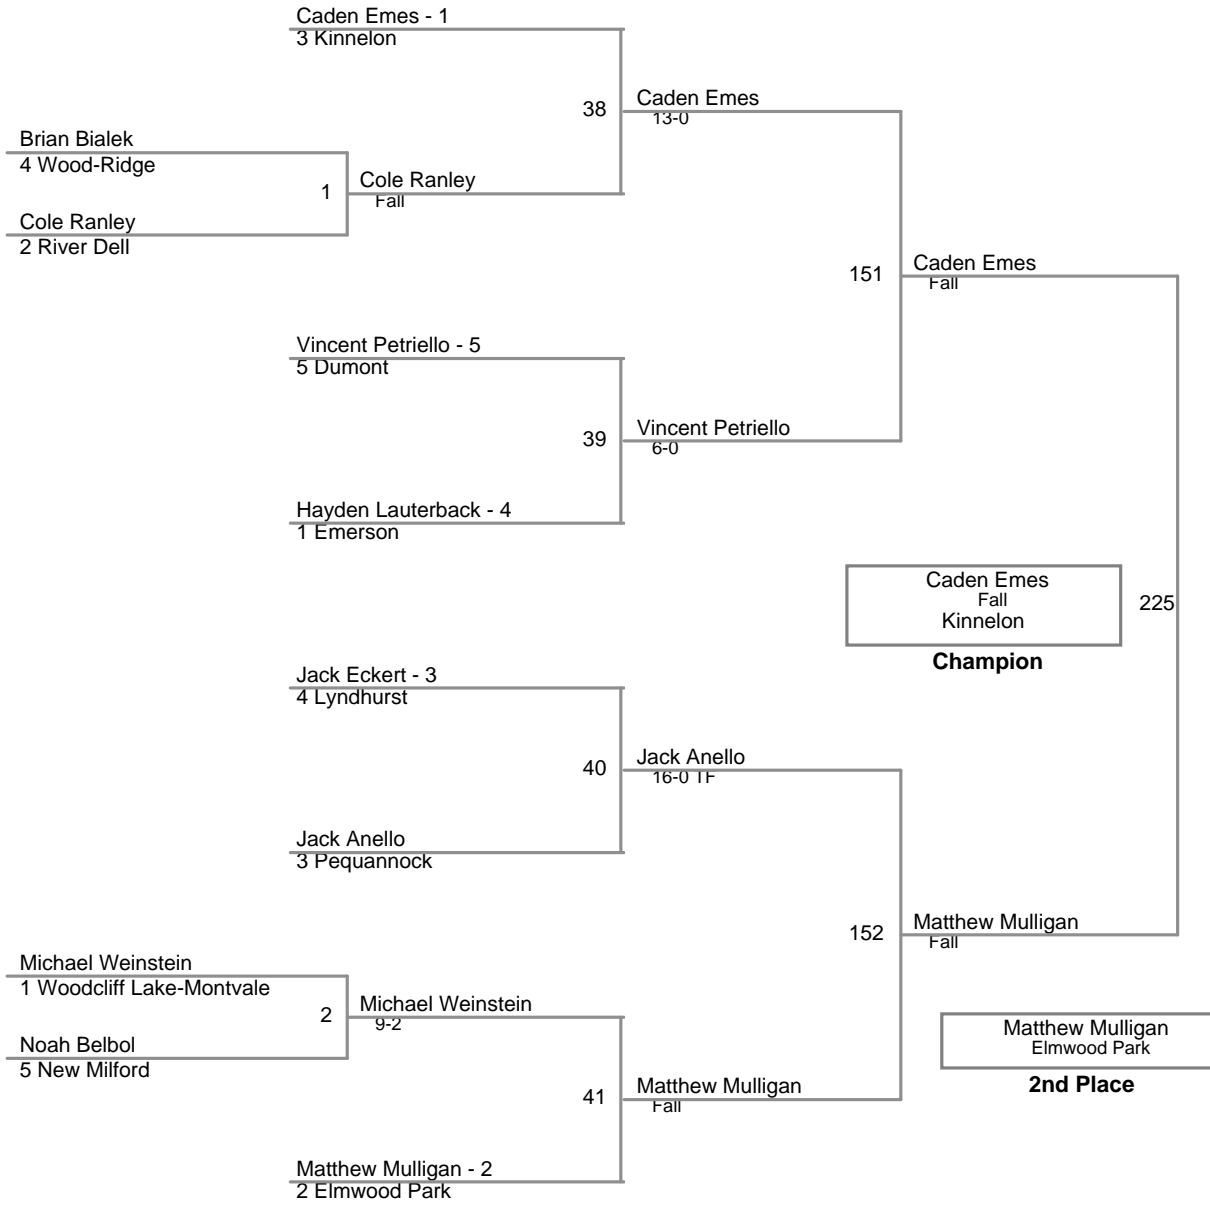 Caden Emes - 1
3 Kinnelon
38
Caden Emes
13-0
Brian Bialek
4 Wood-Ridge
1
Cole Ranley
Fall
Cole Ranley
2 River Dell
151
Caden Emes
Fall
Vincent Petriello - 5
5 Dumont
39
Vincent Petriello
6-0
Hayden Lauterback - 4
1 Emerson
Caden Emes
Fall
Kinnelon
225
Champion
Jack Eckert - 3
4 Lyndhurst
40
Jack Anello
16-0 TF
Jack Anello
3 Pequannock
152
Matthew Mulligan
Fall
Michael Weinstein
1 Woodcliff Lake-Montvale
2
Michael Weinstein
9-2
Noah Belbol
5 New Milford
Matthew Mulligan
Elmwood Park
2nd Place
41
Matthew Mulligan
Fall
Matthew Mulligan - 2
2 Elmwood Park